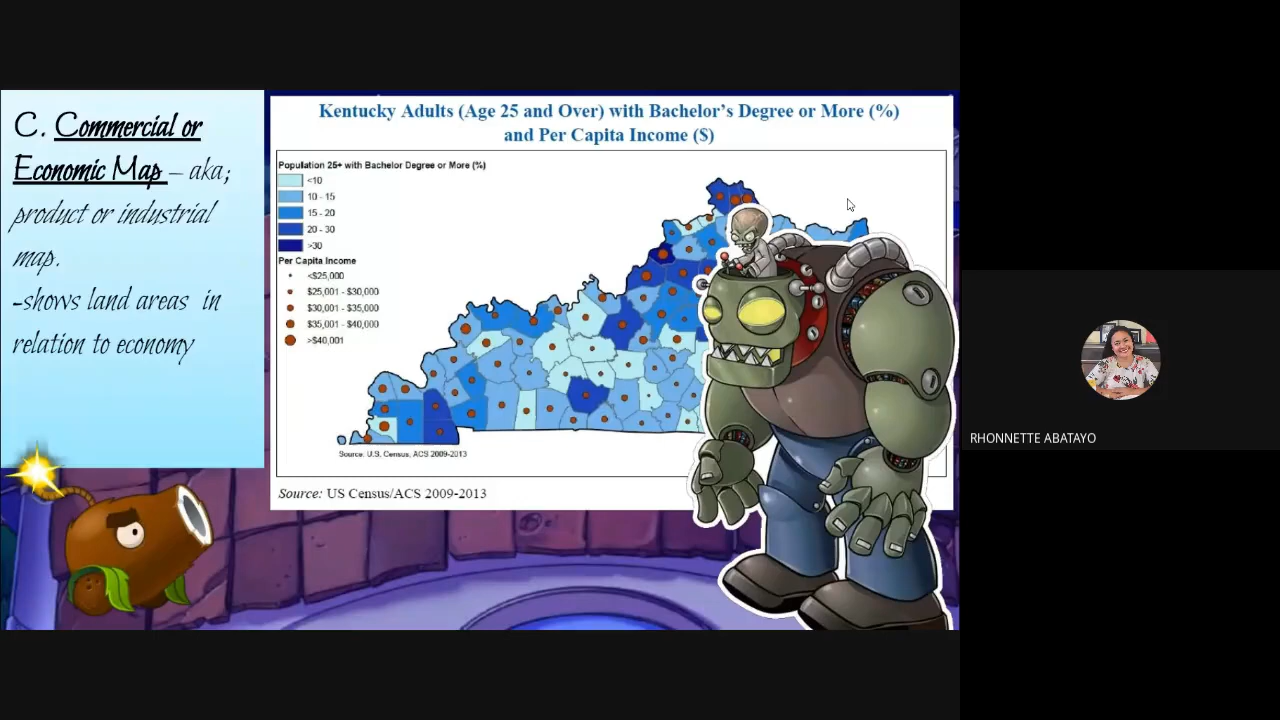 C. Commercial or
Economic Map – aka;
product or industrial
map.
-shows land areas in
relation to economy
Kentucky Adults (Age 25 and Over) with Bachelor's Degree or More (%)
and Per Capita Income ($)
Population 25+ with Bachelor Degree or More (%)
<10
10 - 15
15 - 20
20 - 30
>30
Per Capita Income
<$25,000
$25,001 - $30,000
$30,001 - $35,000
$35,001 - $40,000
>$40,001
Source: U.S. Census, ACS 2009-2013
Source: US Census/ACS 2009-2013
RHONNETTE ABATAYO